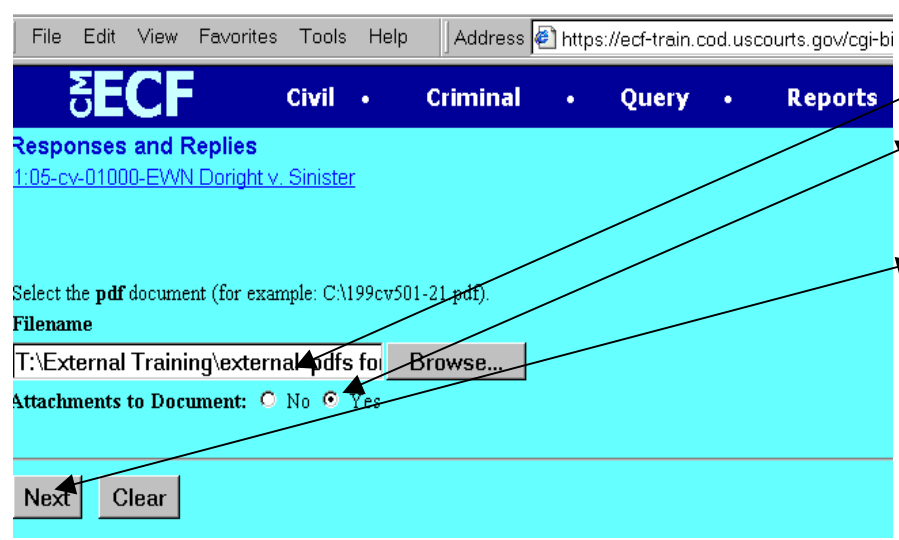 File Edit View Favorites Tools Help Address https://ecf-train.cod.uscourts.gov/cgi-bi
CM ECF Civil • Criminal • Query • Reports
Responses and Replies
1:05-cv-01000-EWN Doright v. Sinister
Select the pdf document (for example: C:\199cv501-21.pdf).
Filename
T:\External Training\external pdfs for Browse...
Attachments to Document: No Yes
Next Clear